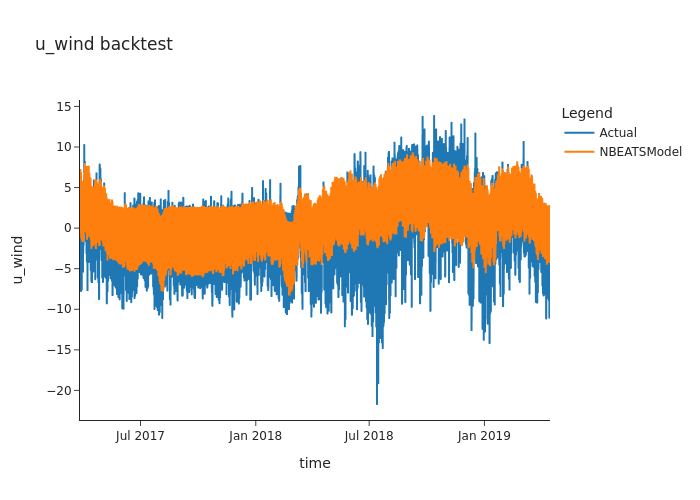 u_wind backtest
Legend
Actual
NBEATSModel
15
10
5
0
−5
−10
−15
−20
u_wind
Jul 2017
Jan 2018
Jul 2018
Jan 2019
time